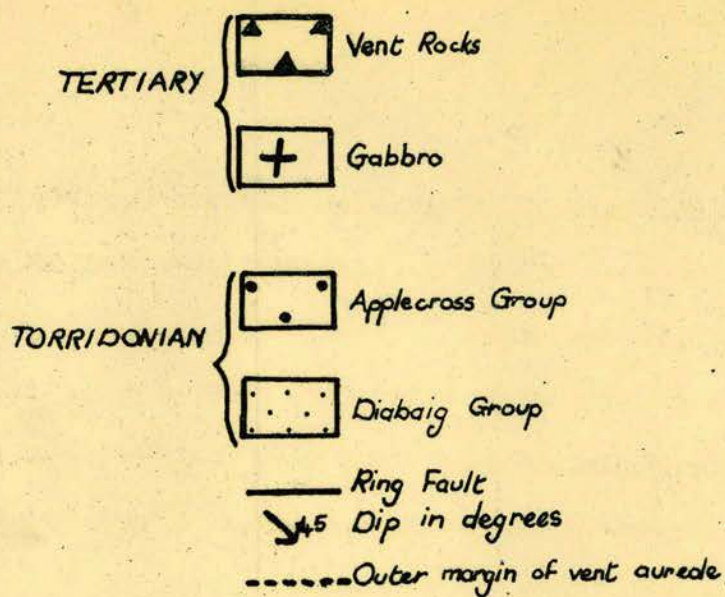 TERTIARY
Vent Rocks
Gabbro
TORRIDONIAN
Applecross Group
Diabaig Group
Ring Fault
45 Dip in degrees
Outer margin of vent aureole